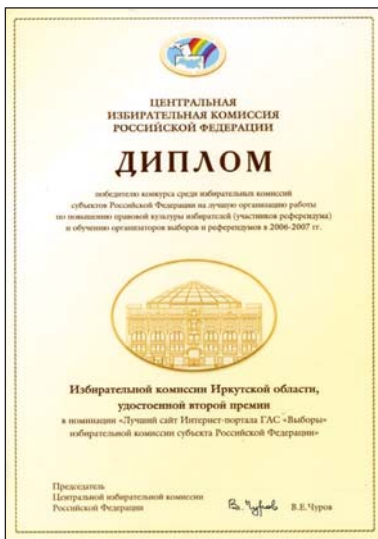 ЦЕНТРАЛЬНАЯ
ИЗБИРАТЕЛЬНАЯ КОМИССИЯ
РОССИЙСКОЙ ФЕДЕРАЦИИ
ДИПЛОМ
победителю конкурса среди избирательных комиссий
субъектов Российской Федерации на лучшую организацию работы
по повышению правовой культуры избирателей (участников референдума)
и обучению организаторов выборов и референдумов в 2006-2007 гг.
Избирательной комиссии Иркутской области,
удостоенной второй премии
в номинации «Лучший сайт Интернет-портала ГАС «Выборы»
избирательной комиссии субъекта Российской Федерации»
Председатель
Центральной избирательной комиссии
Российской Федерации В. Чуров В.Е.Чуров